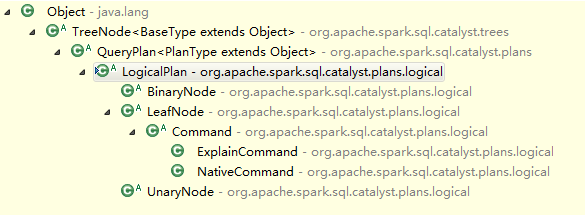 Object - java.lang
TreeNode<BaseType extends Object> - org.apache.spark.sql.catalyst.trees
QueryPlan<PlanType extends Object> - org.apache.spark.sql.catalyst.plans
LogicalPlan - org.apache.spark.sql.catalyst.plans.logical
BinaryNode - org.apache.spark.sql.catalyst.plans.logical
LeafNode - org.apache.spark.sql.catalyst.plans.logical
Command - org.apache.spark.sql.catalyst.plans.logical
ExplainCommand - org.apache.spark.sql.catalyst.plans.logical
NativeCommand - org.apache.spark.sql.catalyst.plans.logical
UnaryNode - org.apache.spark.sql.catalyst.plans.logical